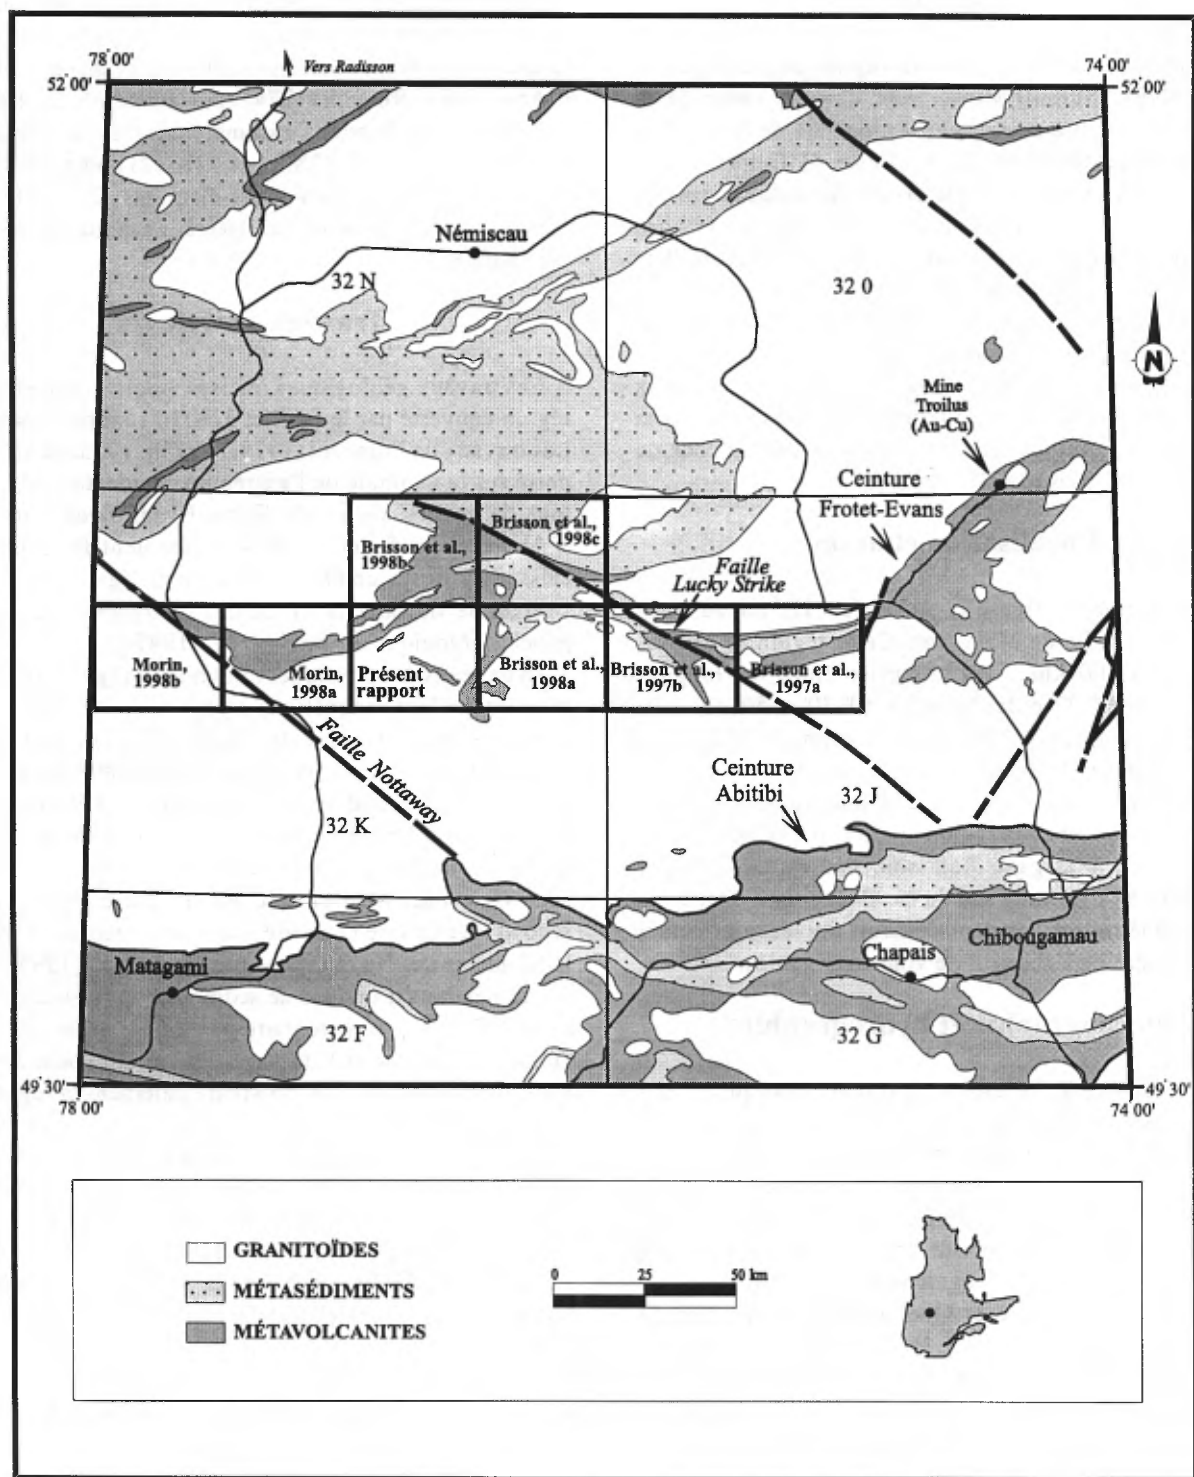 78°00'
Vers Radisson
74°00'
52°00'
52°00'
Némiscau
32 N
32 0
N
Mine
Troilus
(Au-Cu)
Ceinture
Frotet-Evans
Brisson et al.,
1998c
Brisson et al.,
1998b
Faille
Lucky Strike
Morin,
1998b
Morin,
1998a
Présent
rapport
Brisson et al.,
1998a
Brisson et al.,
1997b
Brisson et al.,
1997a
Faille Nottaway
Ceinture
Abitibi
32 J
32 K
Matagami
Chapais
Chibougamau
32 F
32 G
49°30'
49°30'
78°00'
74°00'
GRANITOÏDES
MÉTASÉDIMENTS
MÉTAVOLCANITES
0 25 50 km